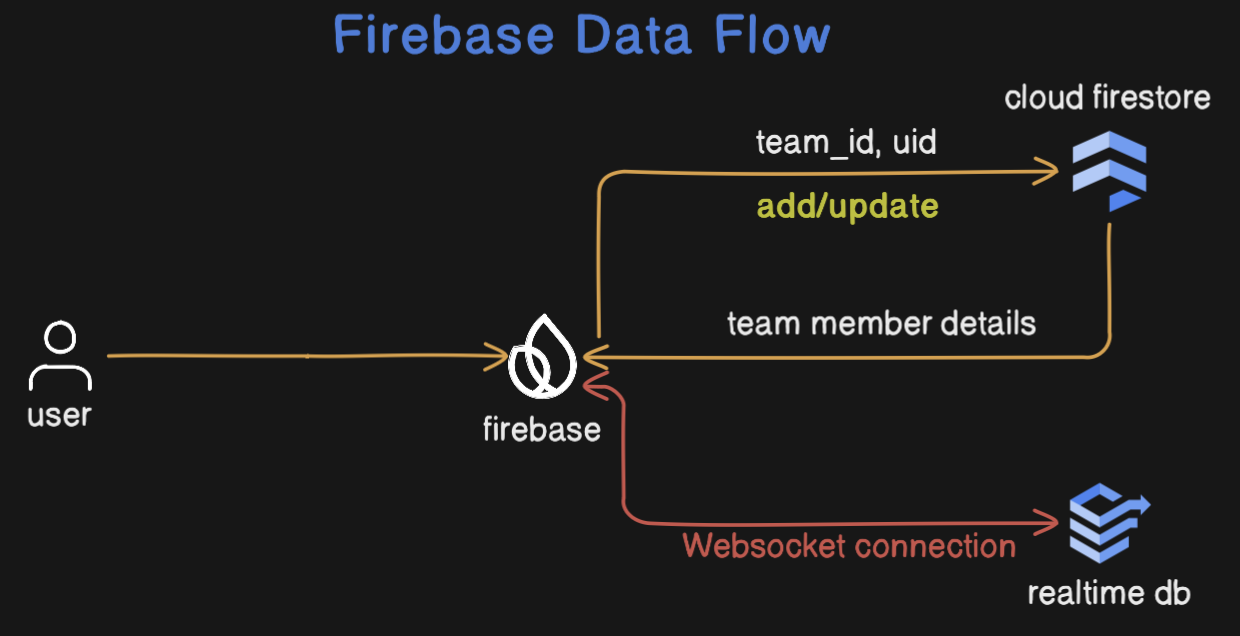 Firebase Data Flow
cloud firestore
team_id, uid
add/update
team member details
user
firebase
Websocket connection
realtime db